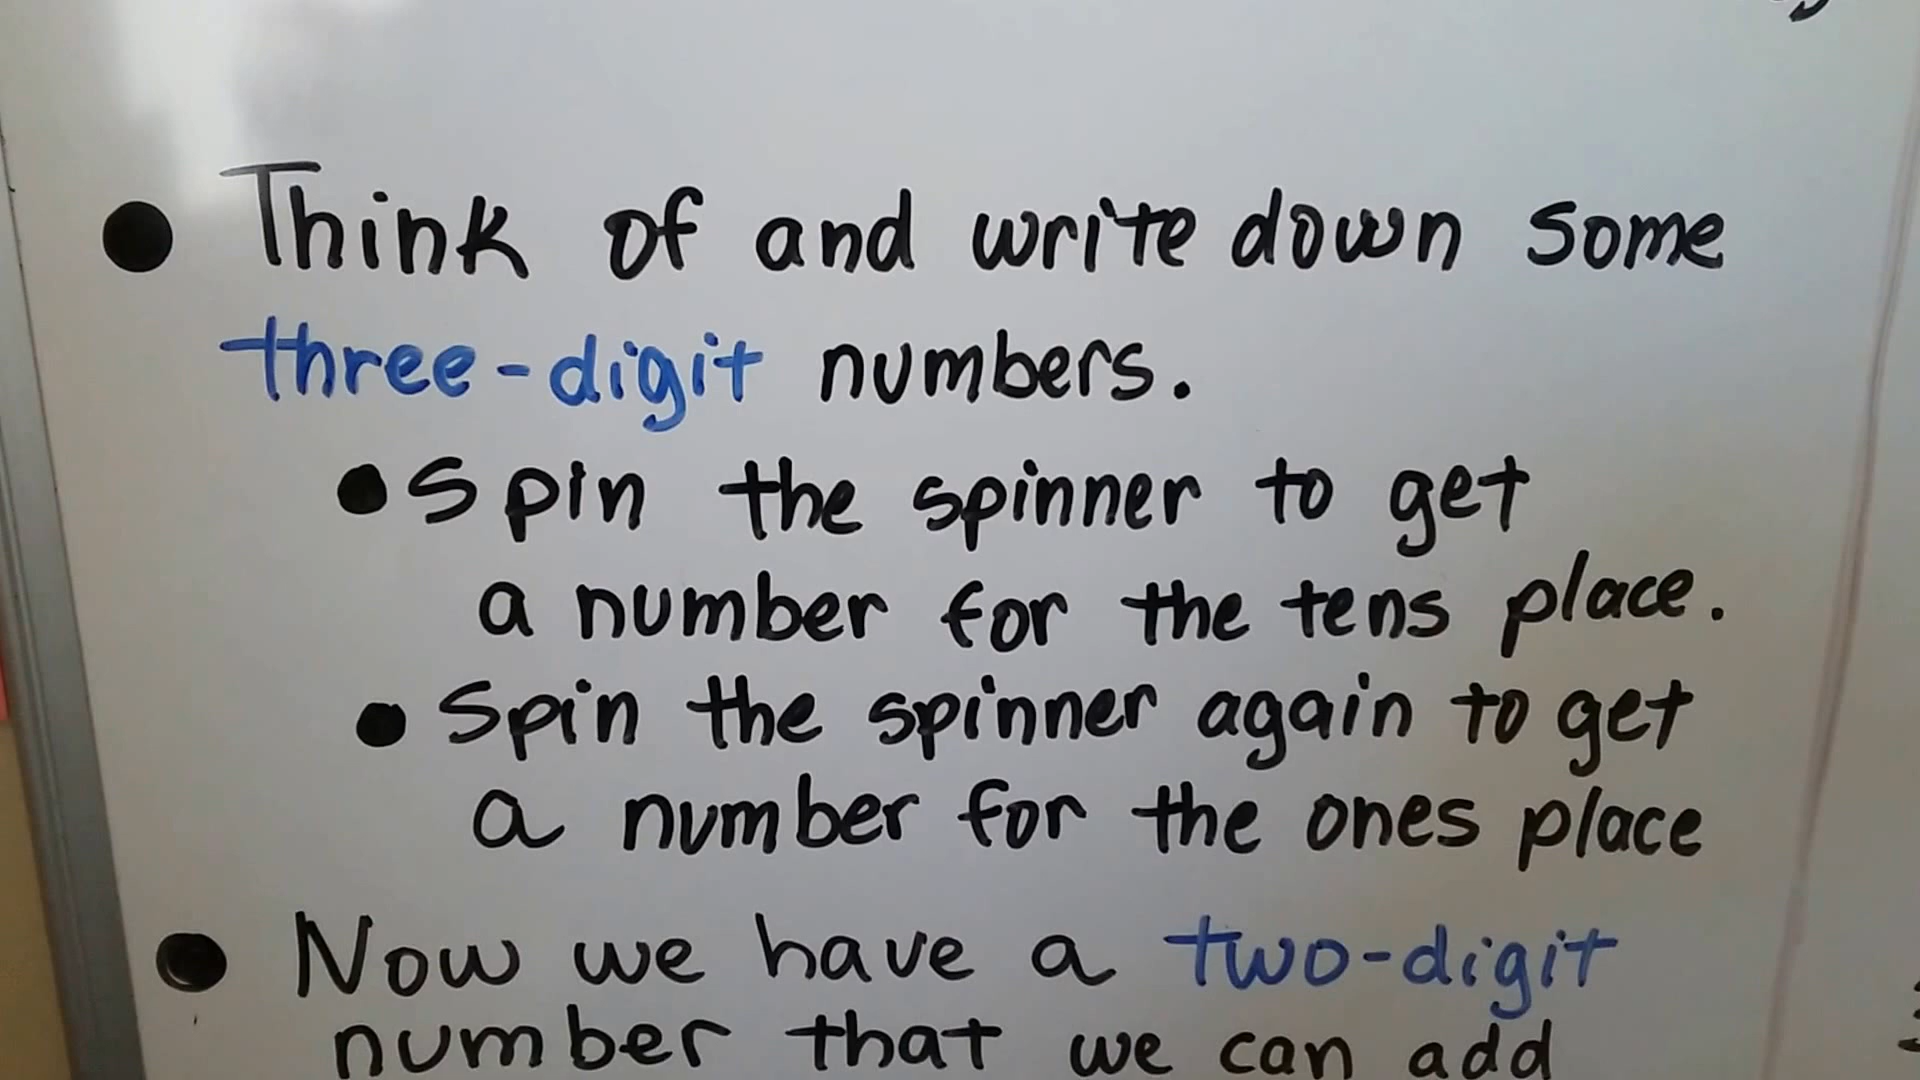 ● Think of and write down some
three-digit numbers.
● Spin the spinner to get
a number for the tens place.
● Spin the spinner again to get
a number for the ones place
● Now we have a two-digit
number that we can add